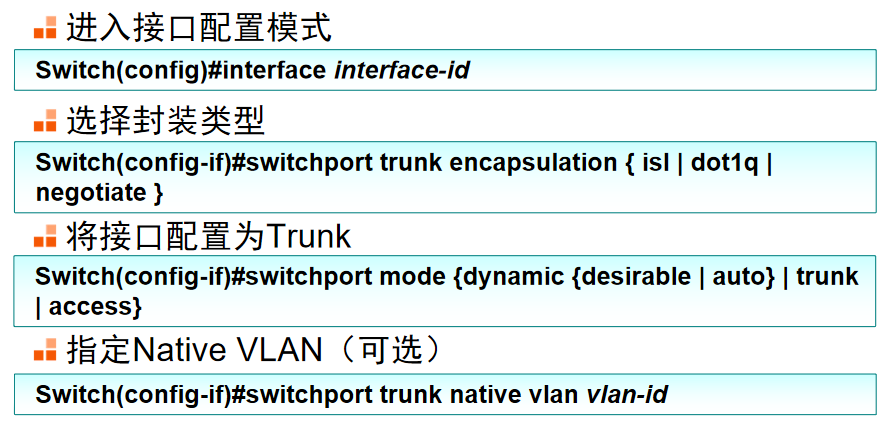 进入接口配置模式
Switch(config)#interface interface-id
选择封装类型
Switch(config-if)#switchport trunk encapsulation { isl | dot1q |
negotiate }
将接口配置为Trunk
Switch(config-if)#switchport mode {dynamic {desirable | auto} | trunk
| access}
指定Native VLAN（可选）
Switch(config-if)#switchport trunk native vlan vlan-id